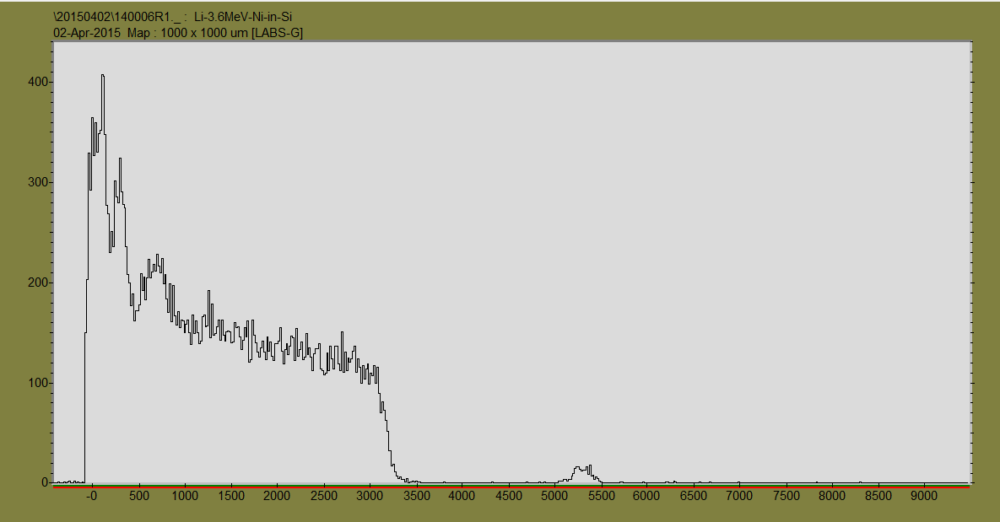 \20150402\140006R1._ : Li-3.6MeV-Ni-in-Si
02-Apr-2015 Map : 1000 x 1000 um [LABS-G]
400
300
200
100
0
-0 500 1000 1500 2000 2500 3000 3500 4000 4500 5000 5500 6000 6500 7000 7500 8000 8500 9000